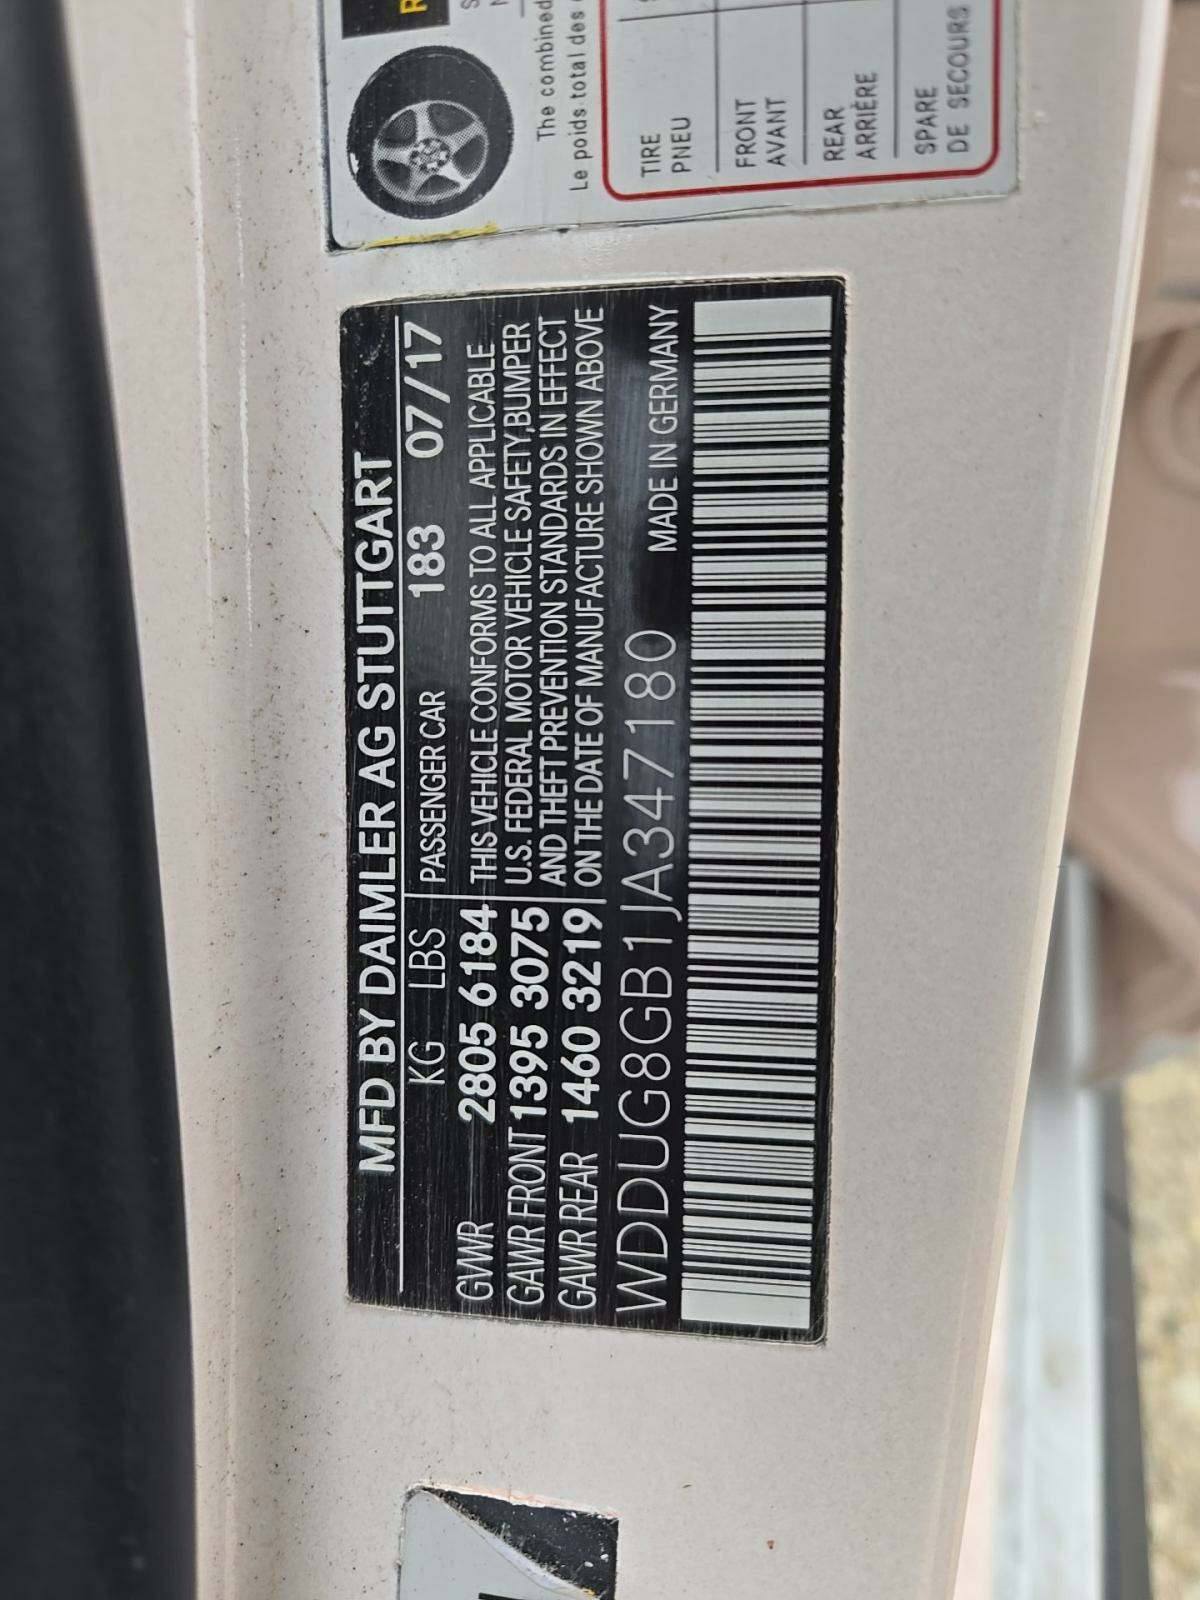 MFD BY DAIMLER AG STUTTGART
KG LBS PASSENGER CAR 183 07/17
GVWR 2805 6184 THIS VEHICLE CONFORMS TO ALL APPLICABLE
GAWR FRONT 1395 3075 U.S. FEDERAL MOTOR VEHICLE SAFETY, BUMPER
GAWR REAR 1460 3219 AND THEFT PREVENTION STANDARDS IN EFFECT
ON THE DATE OF MANUFACTURE SHOWN ABOVE
WDDUG8GB1JA347180 MADE IN GERMANY
The combined
Le poids total des
TIRE
PNEU
FRONT
AVANT
REAR
ARRIÈRE
SPARE
DE SECOURS